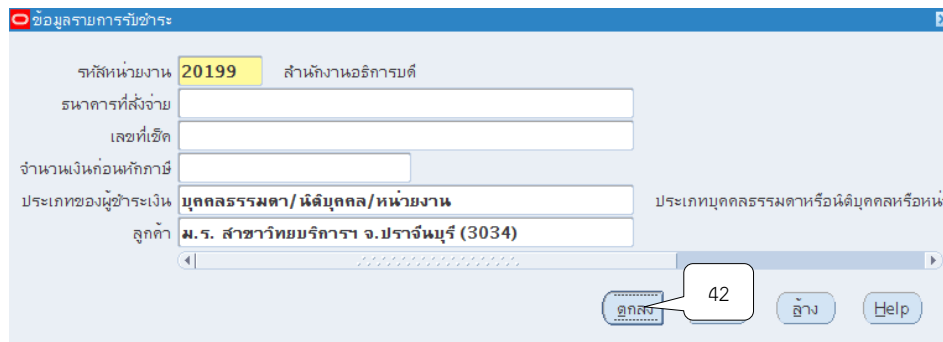 ข้อมูลรายการรับชำระ
รหัสหน่วยงาน 20199 สำนักงานอธิการบดี
ธนาคารที่สั่งจ่าย
เลขที่เช็ค
จำนวนเงินก่อนหักภาษี
ประเภทของผู้ชำระเงิน บุคคลธรรมดา/นิติบุคคล/หน่วยงาน ประเภทบุคคลธรรมดาหรือนิติบุคคลหรือหน่
ลูกค้า ม.ร. สาขาวิทยบริการฯ จ.ปราจีนบุรี (3034)
ตกลง 42 ล้าง Help